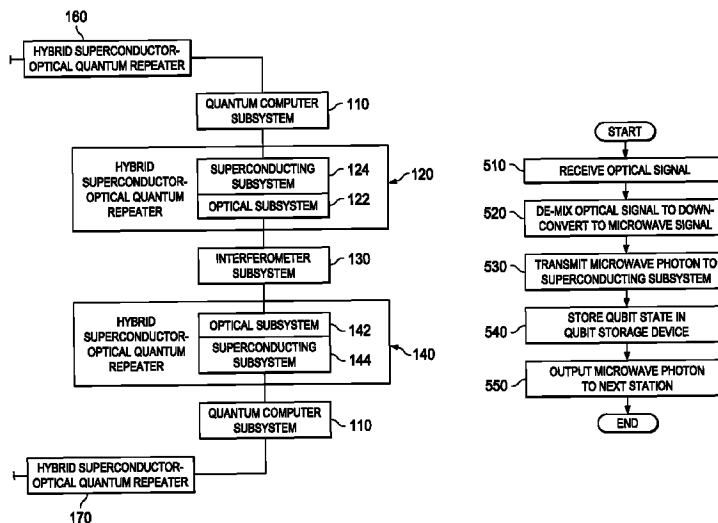 160
HYBRID SUPERCONDUCTOR-
OPTICAL QUANTUM REPEATER
QUANTUM COMPUTER
SUBSYSTEM
110
HYBRID
SUPERCONDUCTOR-
OPTICAL QUANTUM
REPEATER
SUPERCONDUCTING
SUBSYSTEM
124
OPTICAL SUBSYSTEM
122
120
INTERFEROMETER
SUBSYSTEM
130
HYBRID
SUPERCONDUCTOR-
OPTICAL QUANTUM
REPEATER
OPTICAL SUBSYSTEM
142
SUPERCONDUCTING
SUBSYSTEM
144
140
QUANTUM COMPUTER
SUBSYSTEM
110
HYBRID SUPERCONDUCTOR-
OPTICAL QUANTUM REPEATER
170
START
510
RECEIVE OPTICAL SIGNAL
520
DE-MIX OPTICAL SIGNAL TO DOWN-
CONVERT TO MICROWAVE SIGNAL
530
TRANSMIT MICROWAVE PHOTON TO
SUPERCONDUCTING SUBSYSTEM
540
STORE QUBIT STATE IN
QUBIT STORAGE DEVICE
550
OUTPUT MICROWAVE PHOTON
TO NEXT STATION
END